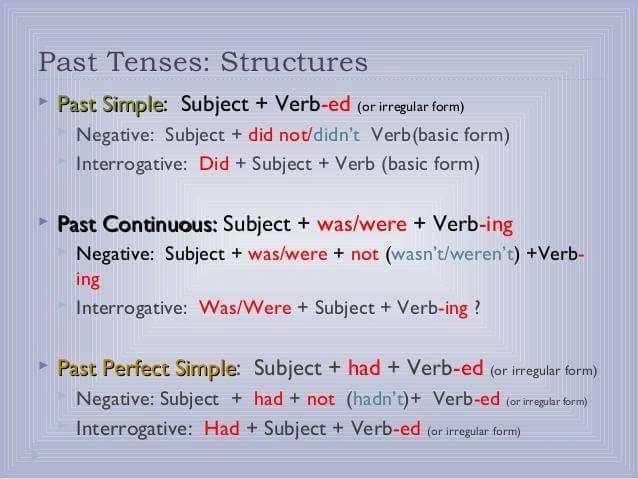 Past Tenses: Structures
Past Simple: Subject + Verb-ed (or irregular form)
Negative: Subject + did not/didn't Verb(basic form)
Interrogative: Did + Subject + Verb (basic form)
Past Continuous: Subject + was/were + Verb-ing
Negative: Subject + was/were + not (wasn't/weren't) +Verb-
ing
Interrogative: Was/Were + Subject + Verb-ing ?
Past Perfect Simple: Subject + had + Verb-ed (or irregular form)
Negative: Subject + had + not (hadn't)+ Verb-ed (or irregular form)
Interrogative: Had + Subject + Verb-ed (or irregular form)